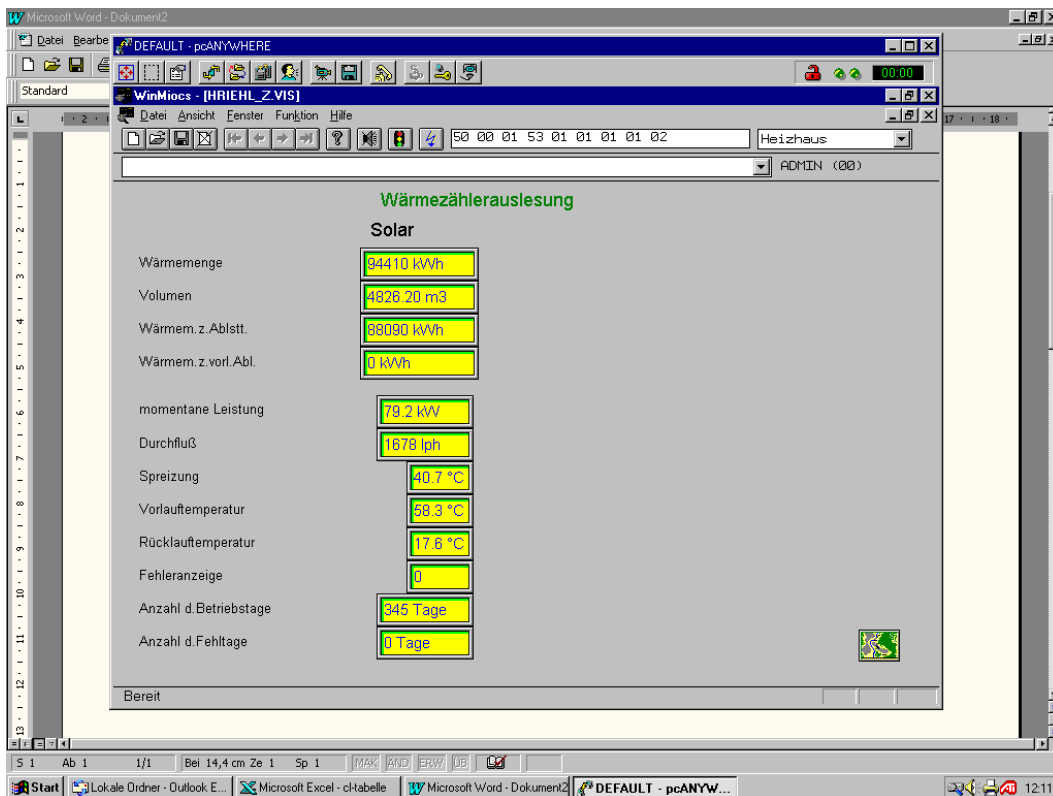 Microsoft Word - Dokument2
Datei Bearbe
DEFAULT - pcANYWHERE
00:00
Standard
WinMiocs - [HRIEHL_Z.VIS]
Datei Ansicht Fenster Funktion Hilfe
50 00 01 53 01 01 01 01 02
Heizhaus
ADMIN (00)
Wärmezählerauslesung
Solar
Wärmemenge 94410 kWh
Volumen 4826.20 m3
Wärmem.z.Ablstt. 88090 kWh
Wärmem.z.vorl.Abl. 0 kWh
momentane Leistung 79.2 kW
Durchfluß 1678 lph
Spreizung 40.7 °C
Vorlauftemperatur 58.3 °C
Rücklauftemperatur 17.6 °C
Fehleranzeige 0
Anzahl d.Betriebstage 345 Tage
Anzahl d.Fehltage 0 Tage
Bereit
S 1 Ab 1 1/1 Bei 14,4 cm Ze 1 Sp 1 MAK ÄND ERW ÜB
Start Lokale Ordner - Outlook E... Microsoft Excel - cl-tabelle Microsoft Word - Dokument2 DEFAULT - pcANYW... 12:11